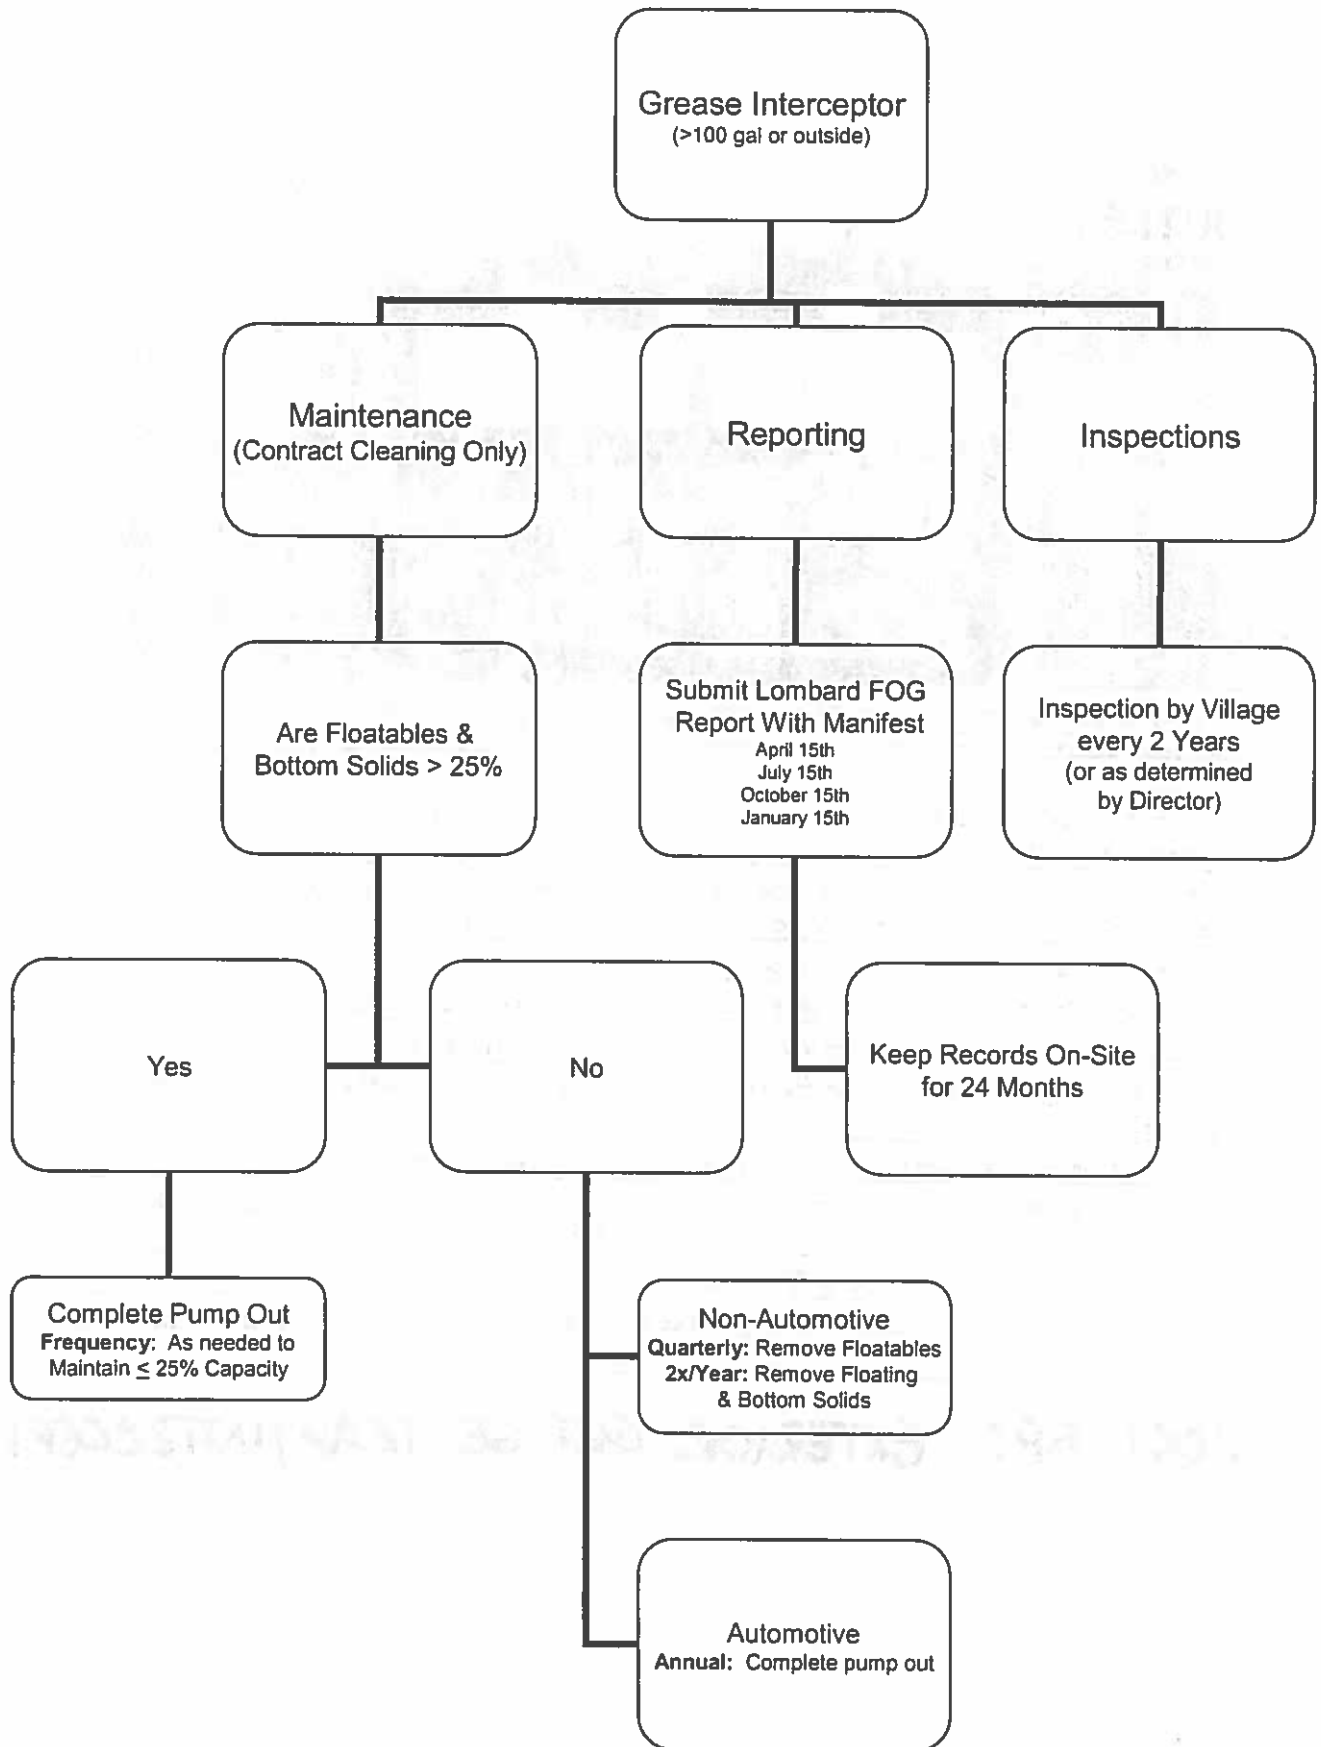 Grease Interceptor
(>100 gal or outside)
Maintenance
(Contract Cleaning Only)
Reporting
Inspections
Are Floatables &
Bottom Solids > 25%
Submit Lombard FOG
Report With Manifest
April 15th
July 15th
October 15th
January 15th
Inspection by Village
every 2 Years
(or as determined
by Director)
Yes
No
Keep Records On-Site
for 24 Months
Complete Pump Out
Frequency: As needed to
Maintain ≤ 25% Capacity
Non-Automotive
Quarterly: Remove Floatables
2x/Year: Remove Floating
& Bottom Solids
Automotive
Annual: Complete pump out